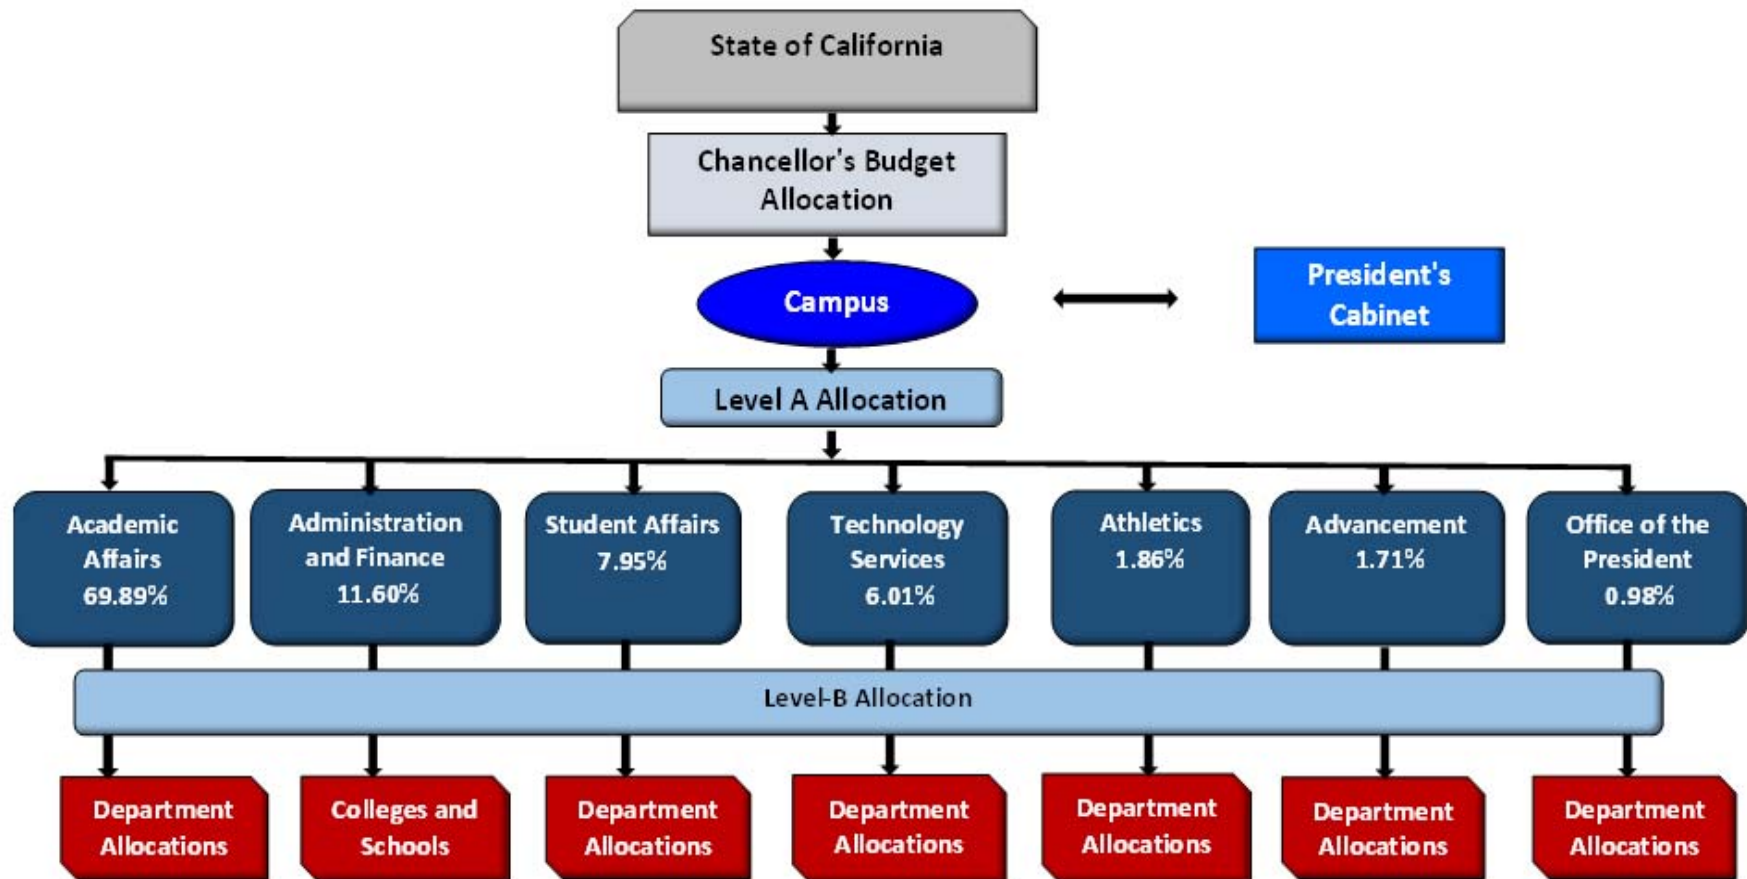 State of California
Chancellor's Budget
Allocation
Campus
President's
Cabinet
Level A Allocation
Academic
Affairs
69.89%
Administration
and Finance
11.60%
Student Affairs
7.95%
Technology
Services
6.01%
Athletics
1.86%
Advancement
1.71%
Office of the
President
0.98%
Level-B Allocation
Department
Allocations
Colleges and
Schools
Department
Allocations
Department
Allocations
Department
Allocations
Department
Allocations
Department
Allocations